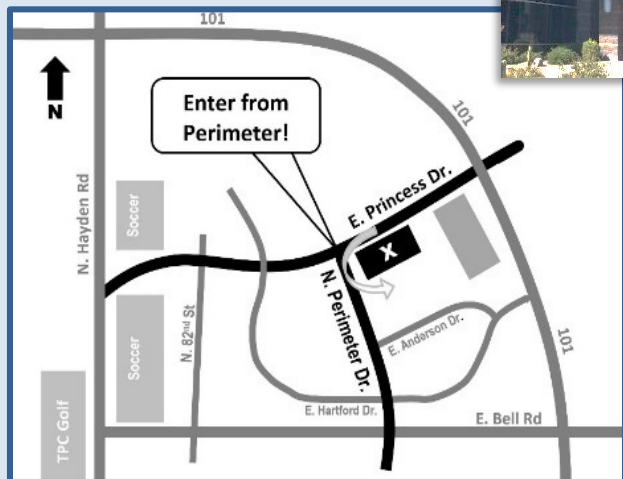 101
N
Enter from
Perimeter!
101
E. Princess Dr.
N. Hayden Rd
Soccer
X
N. 82nd St
N. Perimeter Dr.
Soccer
E. Anderson Dr.
101
E. Hartford Dr.
E. Bell Rd
TPC Golf